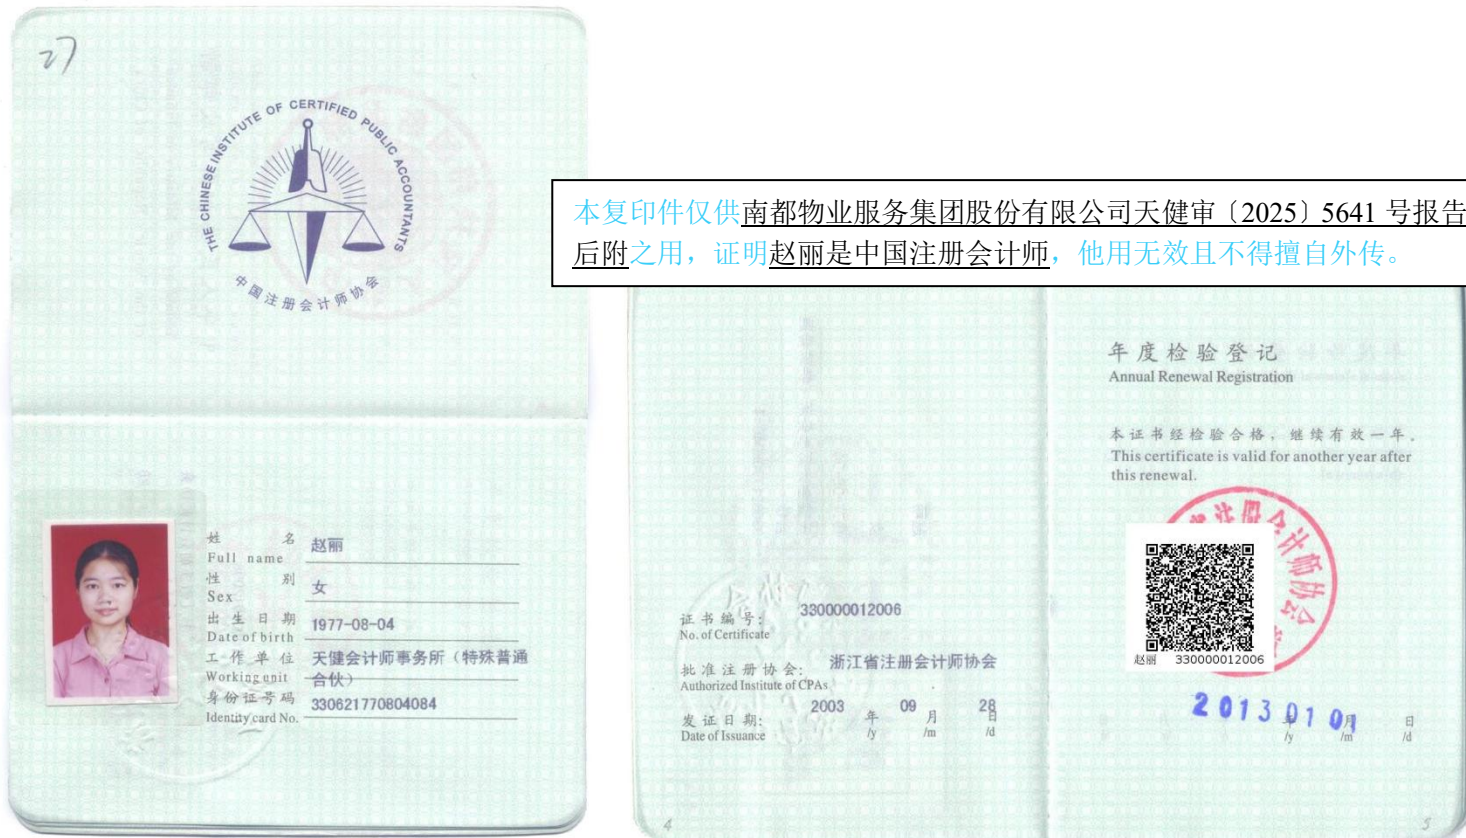 27
THE CHINESE INSTITUTE OF CERTIFIED PUBLIC ACCOUNTANTS
中国注册会计师协会
本复印件仅供南都物业服务集团股份有限公司天健审〔2025〕5641 号报告
后附之用，证明赵丽是中国注册会计师，他用无效且不得擅自外传。
姓 名 赵丽
Full name
性 别 女
Sex
出生日期 1977-08-04
Date of birth
工作单位 天健会计师事务所（特殊普通
Working unit 合伙）
身份证号码 330621770804084
Identity card No.
证书编号: 330000012006
No. of Certificate
批准注册协会: 浙江省注册会计师协会
Authorized Institute of CPAs
发证日期: 2003 年 09 月 28 日
Date of Issuance /y /m /d
4
年度检验登记
Annual Renewal Registration
本证书经检验合格，继续有效一年。
This certificate is valid for another year after
this renewal.
注册会计师协会
赵丽 330000012006
2013 01 01
年 月 日
/y /m /d
5